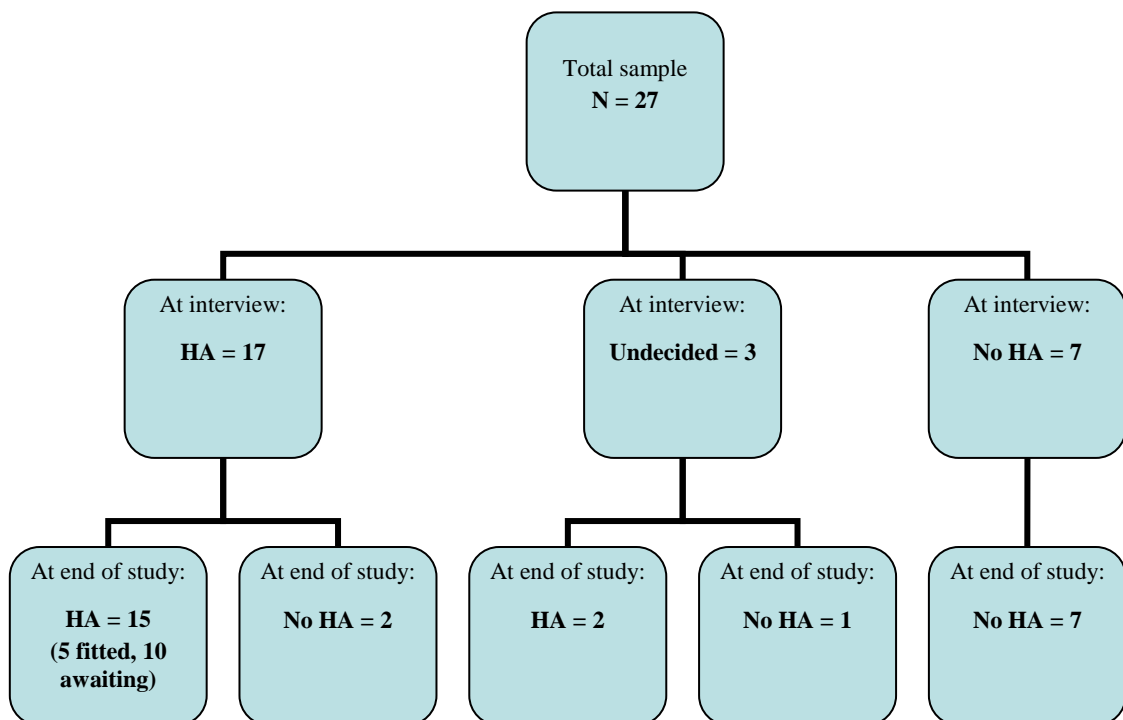 Total sample
N = 27
At interview:
HA = 17
At interview:
Undecided = 3
At interview:
No HA = 7
At end of study:
HA = 15
(5 fitted, 10
awaiting)
At end of study:
No HA = 2
At end of study:
HA = 2
At end of study:
No HA = 1
At end of study:
No HA = 7